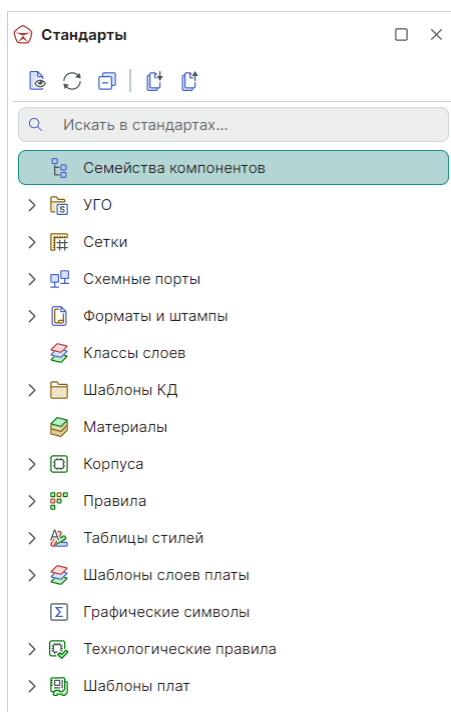 Стандарты
Искать в стандартах...
Семейства компонентов
УГО
Сетки
Схемные порты
Форматы и штампы
Классы слоев
Шаблоны КД
Материалы
Корпуса
Правила
Таблицы стилей
Шаблоны слоев платы
Графические символы
Технологические правила
Шаблоны плат